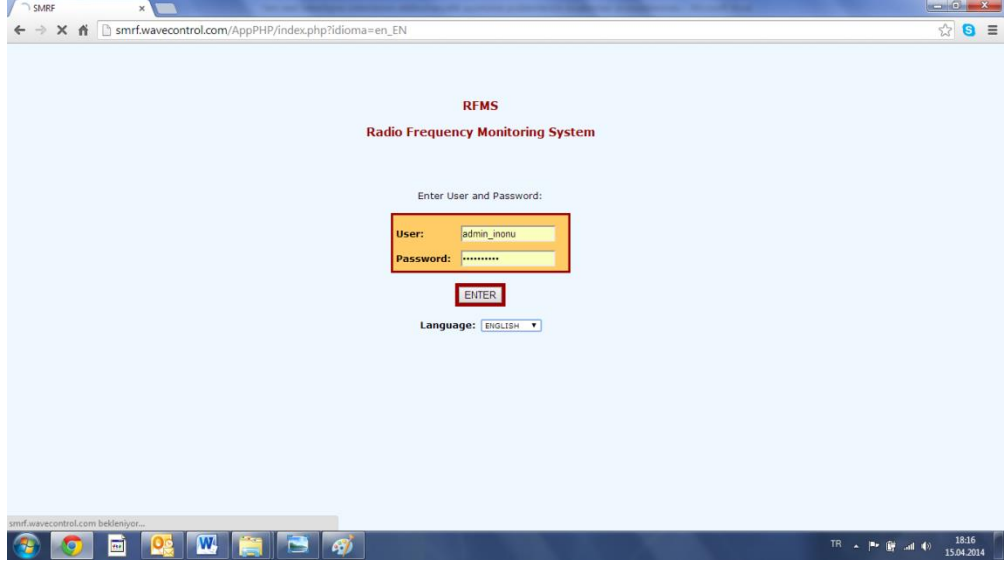 SMRF
smrf.wavecontrol.com/AppPHP/index.php?idioma=en_EN
RFMS
Radio Frequency Monitoring System
Enter User and Password:
User: admin_inonu
Password: ••••••••••
ENTER
Language: ENGLISH
smrf.wavecontrol.com bekleniyor...
TR
18:16
15.04.2014